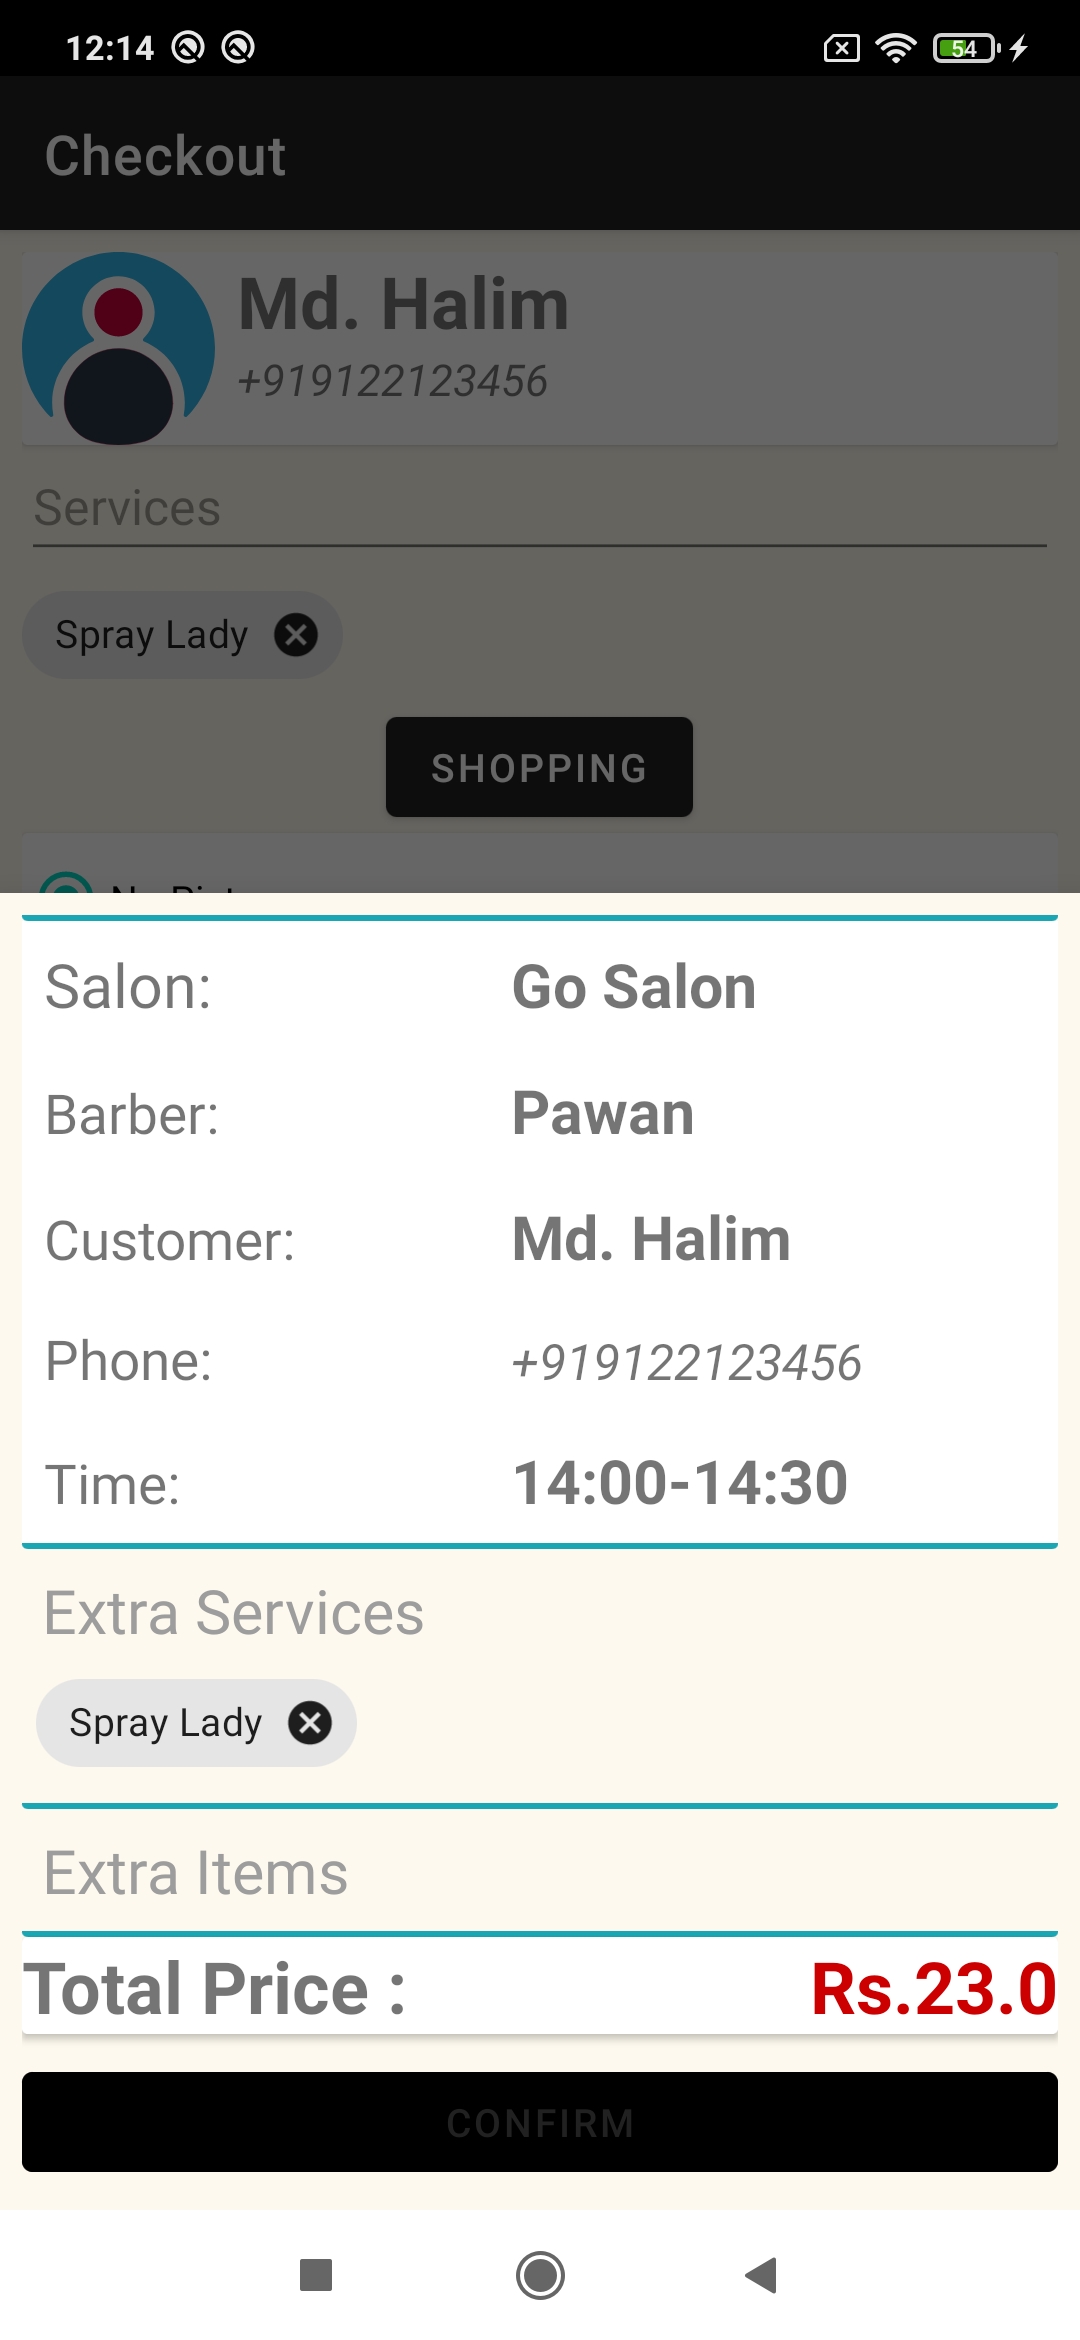 12:14
54
Checkout
Md. Halim
+919122123456
Services
Spray Lady
SHOPPING
Salon: Go Salon
Barber: Pawan
Customer: Md. Halim
Phone: +919122123456
Time: 14:00-14:30
Extra Services
Spray Lady
Extra Items
Total Price : Rs.23.0
CONFIRM